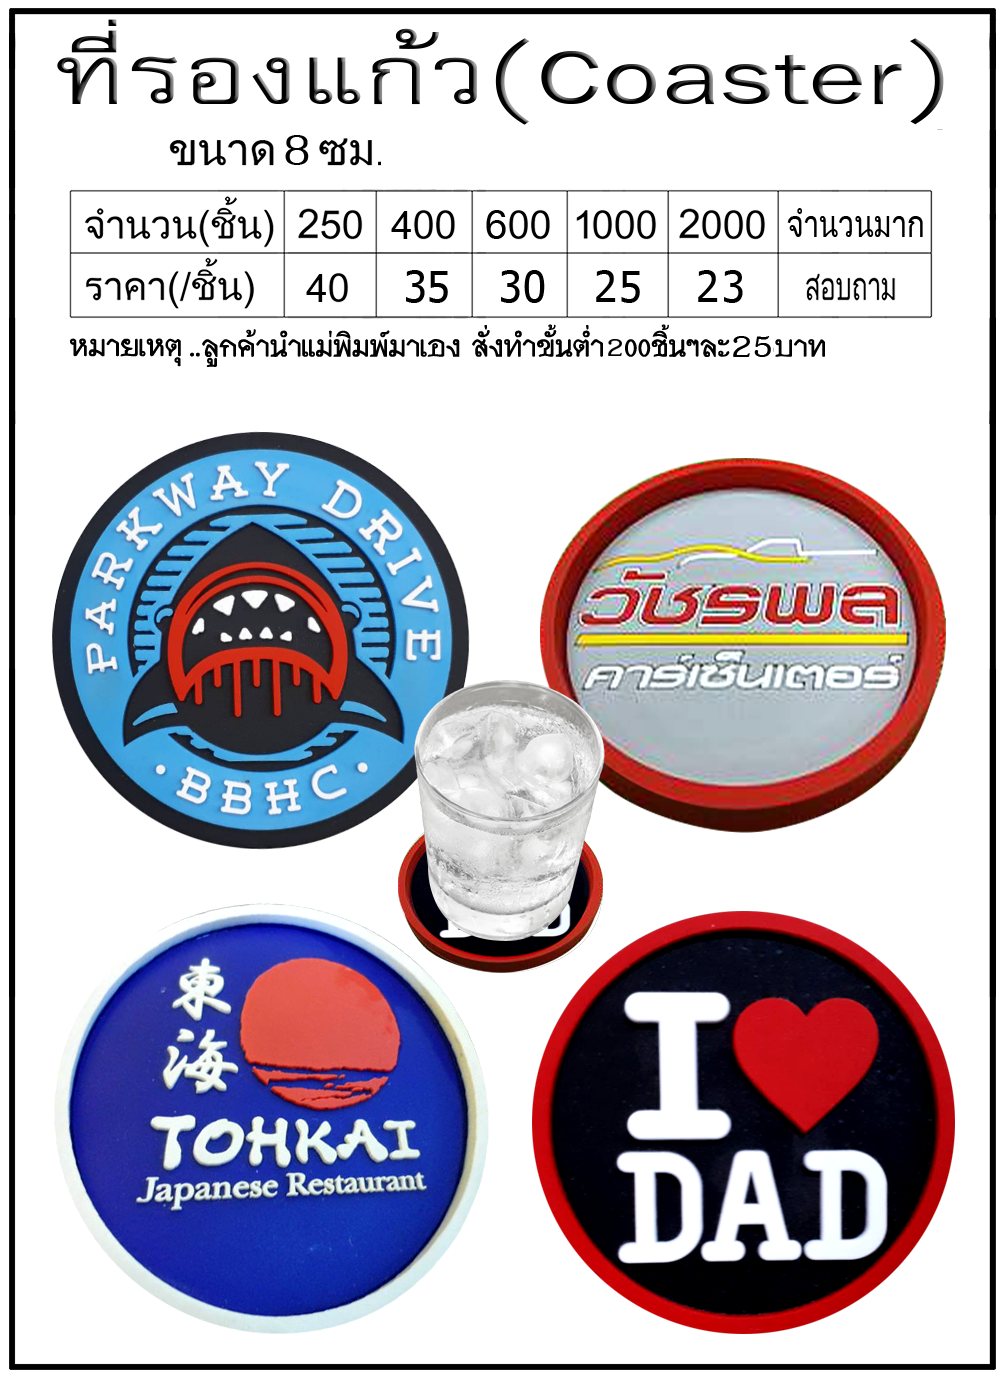 ที่รองแก้ว(Coaster)
ขนาด 8 ซม.
จำนวน(ชิ้น) 250 400 600 1000 2000 จำนวนมาก
ราคา(/ชิ้น) 40 35 30 25 23 สอบถาม
หมายเหตุ ..ลูกค้านำแม่พิมพ์มาเอง สั่งทำขั้นต่ำ200ชิ้นๆละ25บาท
PARKWAY DRIVE
·BBHC·
วัชรพล
คาร์เซ็นเตอร์
東海
TOHKAI
Japanese Restaurant
I
DAD